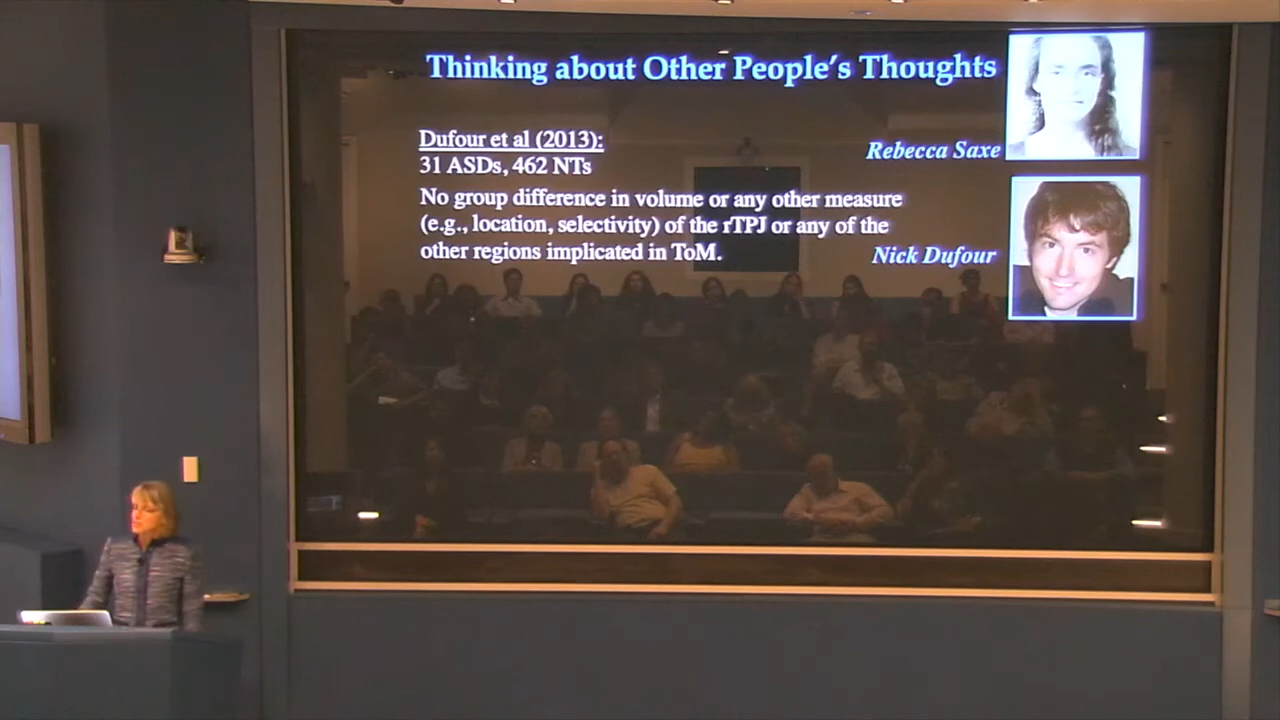 Thinking about Other People's Thoughts
Dufour et al (2013):
31 ASDs, 462 NTs
No group difference in volume or any other measure
(e.g., location, selectivity) of the rTPJ or any of the
other regions implicated in ToM.
Rebecca Saxe
Nick Dufour